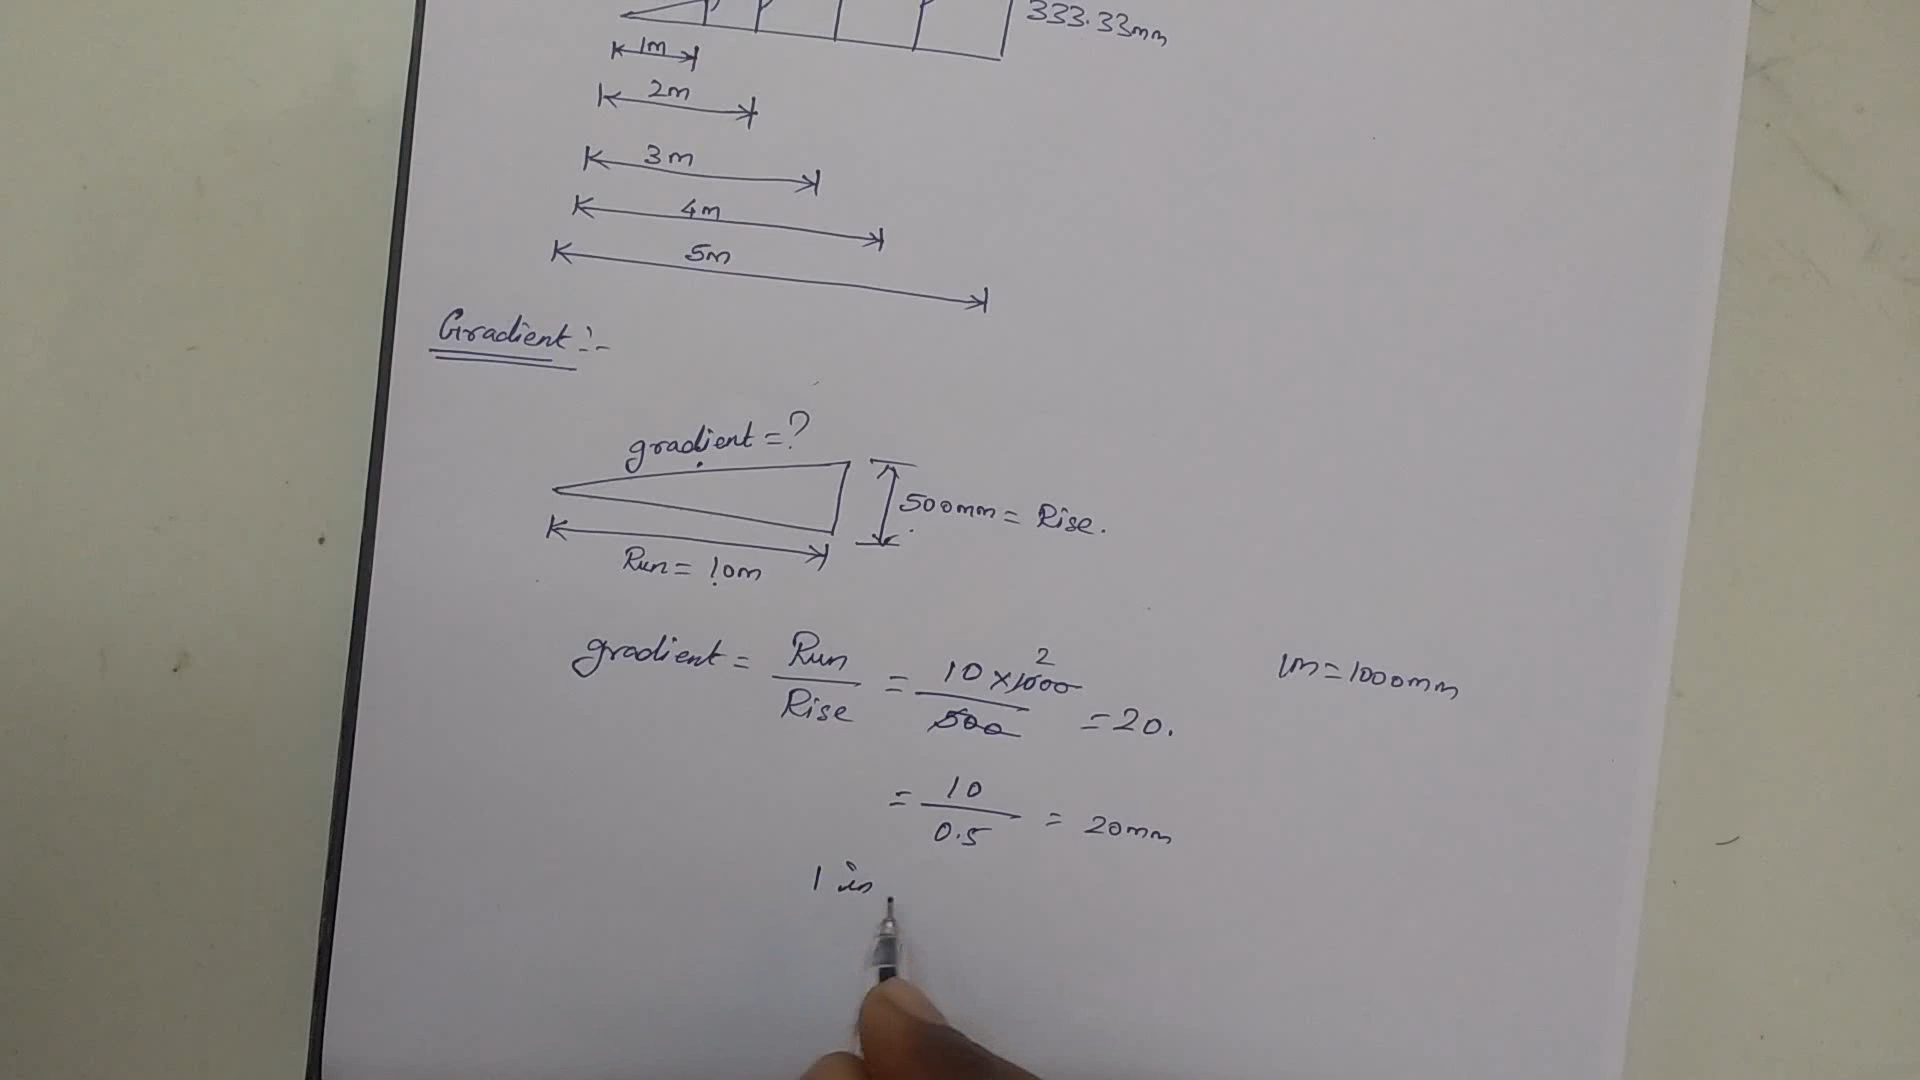 333.33mm
1m
2m
3m
4m
5m
Gradient :-
gradient = ?
500mm = Rise.
Run = 10m
gradient = Run / Rise = 10 x 1000 / 500 = 20.
2
1m = 1000mm
= 10 / 0.5 = 20mm
1 in